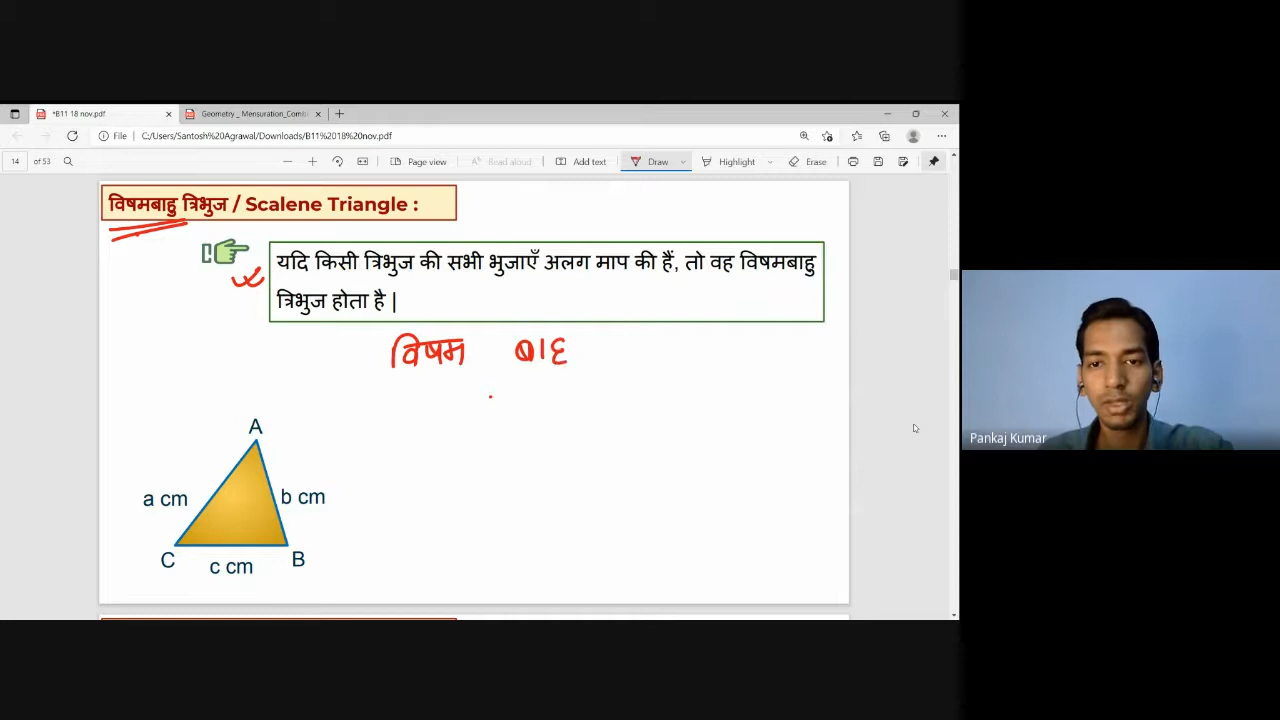 *B11 18 nov.pdf
Geometry _ Mensuration_Combi
File
C:/Users/Santosh%20Agrawal/Downloads/B11%2018%20nov.pdf
14 of 53
Page view
Read aloud
Add text
Draw
Highlight
Erase
विषमबाहु त्रिभुज / Scalene Triangle :
यदि किसी त्रिभुज की सभी भुजाएँ अलग माप की हैं, तो वह विषमबाहु
त्रिभुज होता है |
विषम बाह
A
a cm
b cm
C
B
c cm
Pankaj Kumar